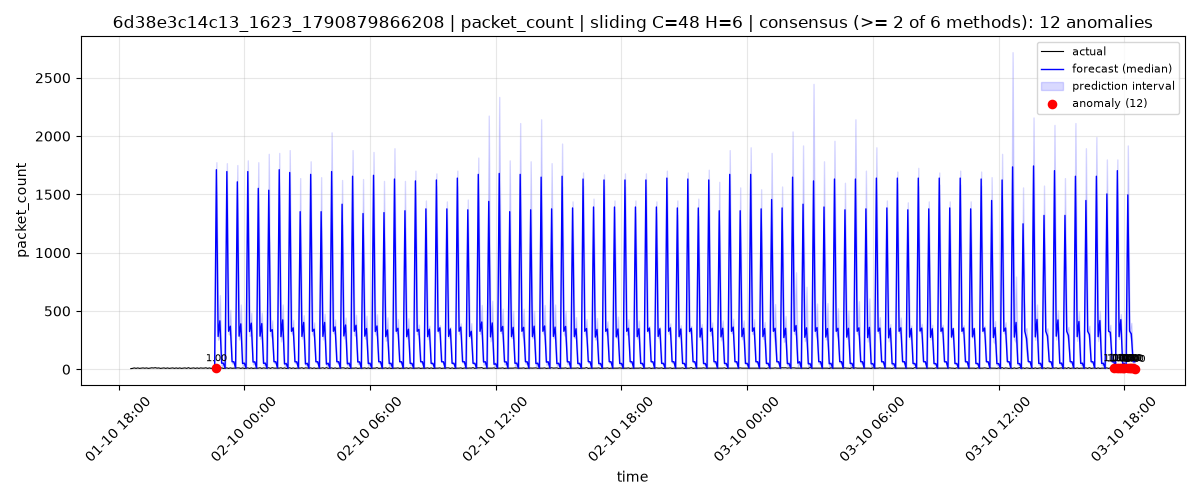 6d38e3c14c13_1623_1790879866208 | packet_count | sliding C=48 H=6 | consensus (>= 2 of 6 methods): 12 anomalies
actual
forecast (median)
prediction interval
anomaly (12)
packet_count
2500
2000
1500
1000
500
0
1.00
01-10 18:00
02-10 00:00
02-10 06:00
02-10 12:00
02-10 18:00
03-10 00:00
03-10 06:00
03-10 12:00
03-10 18:00
time